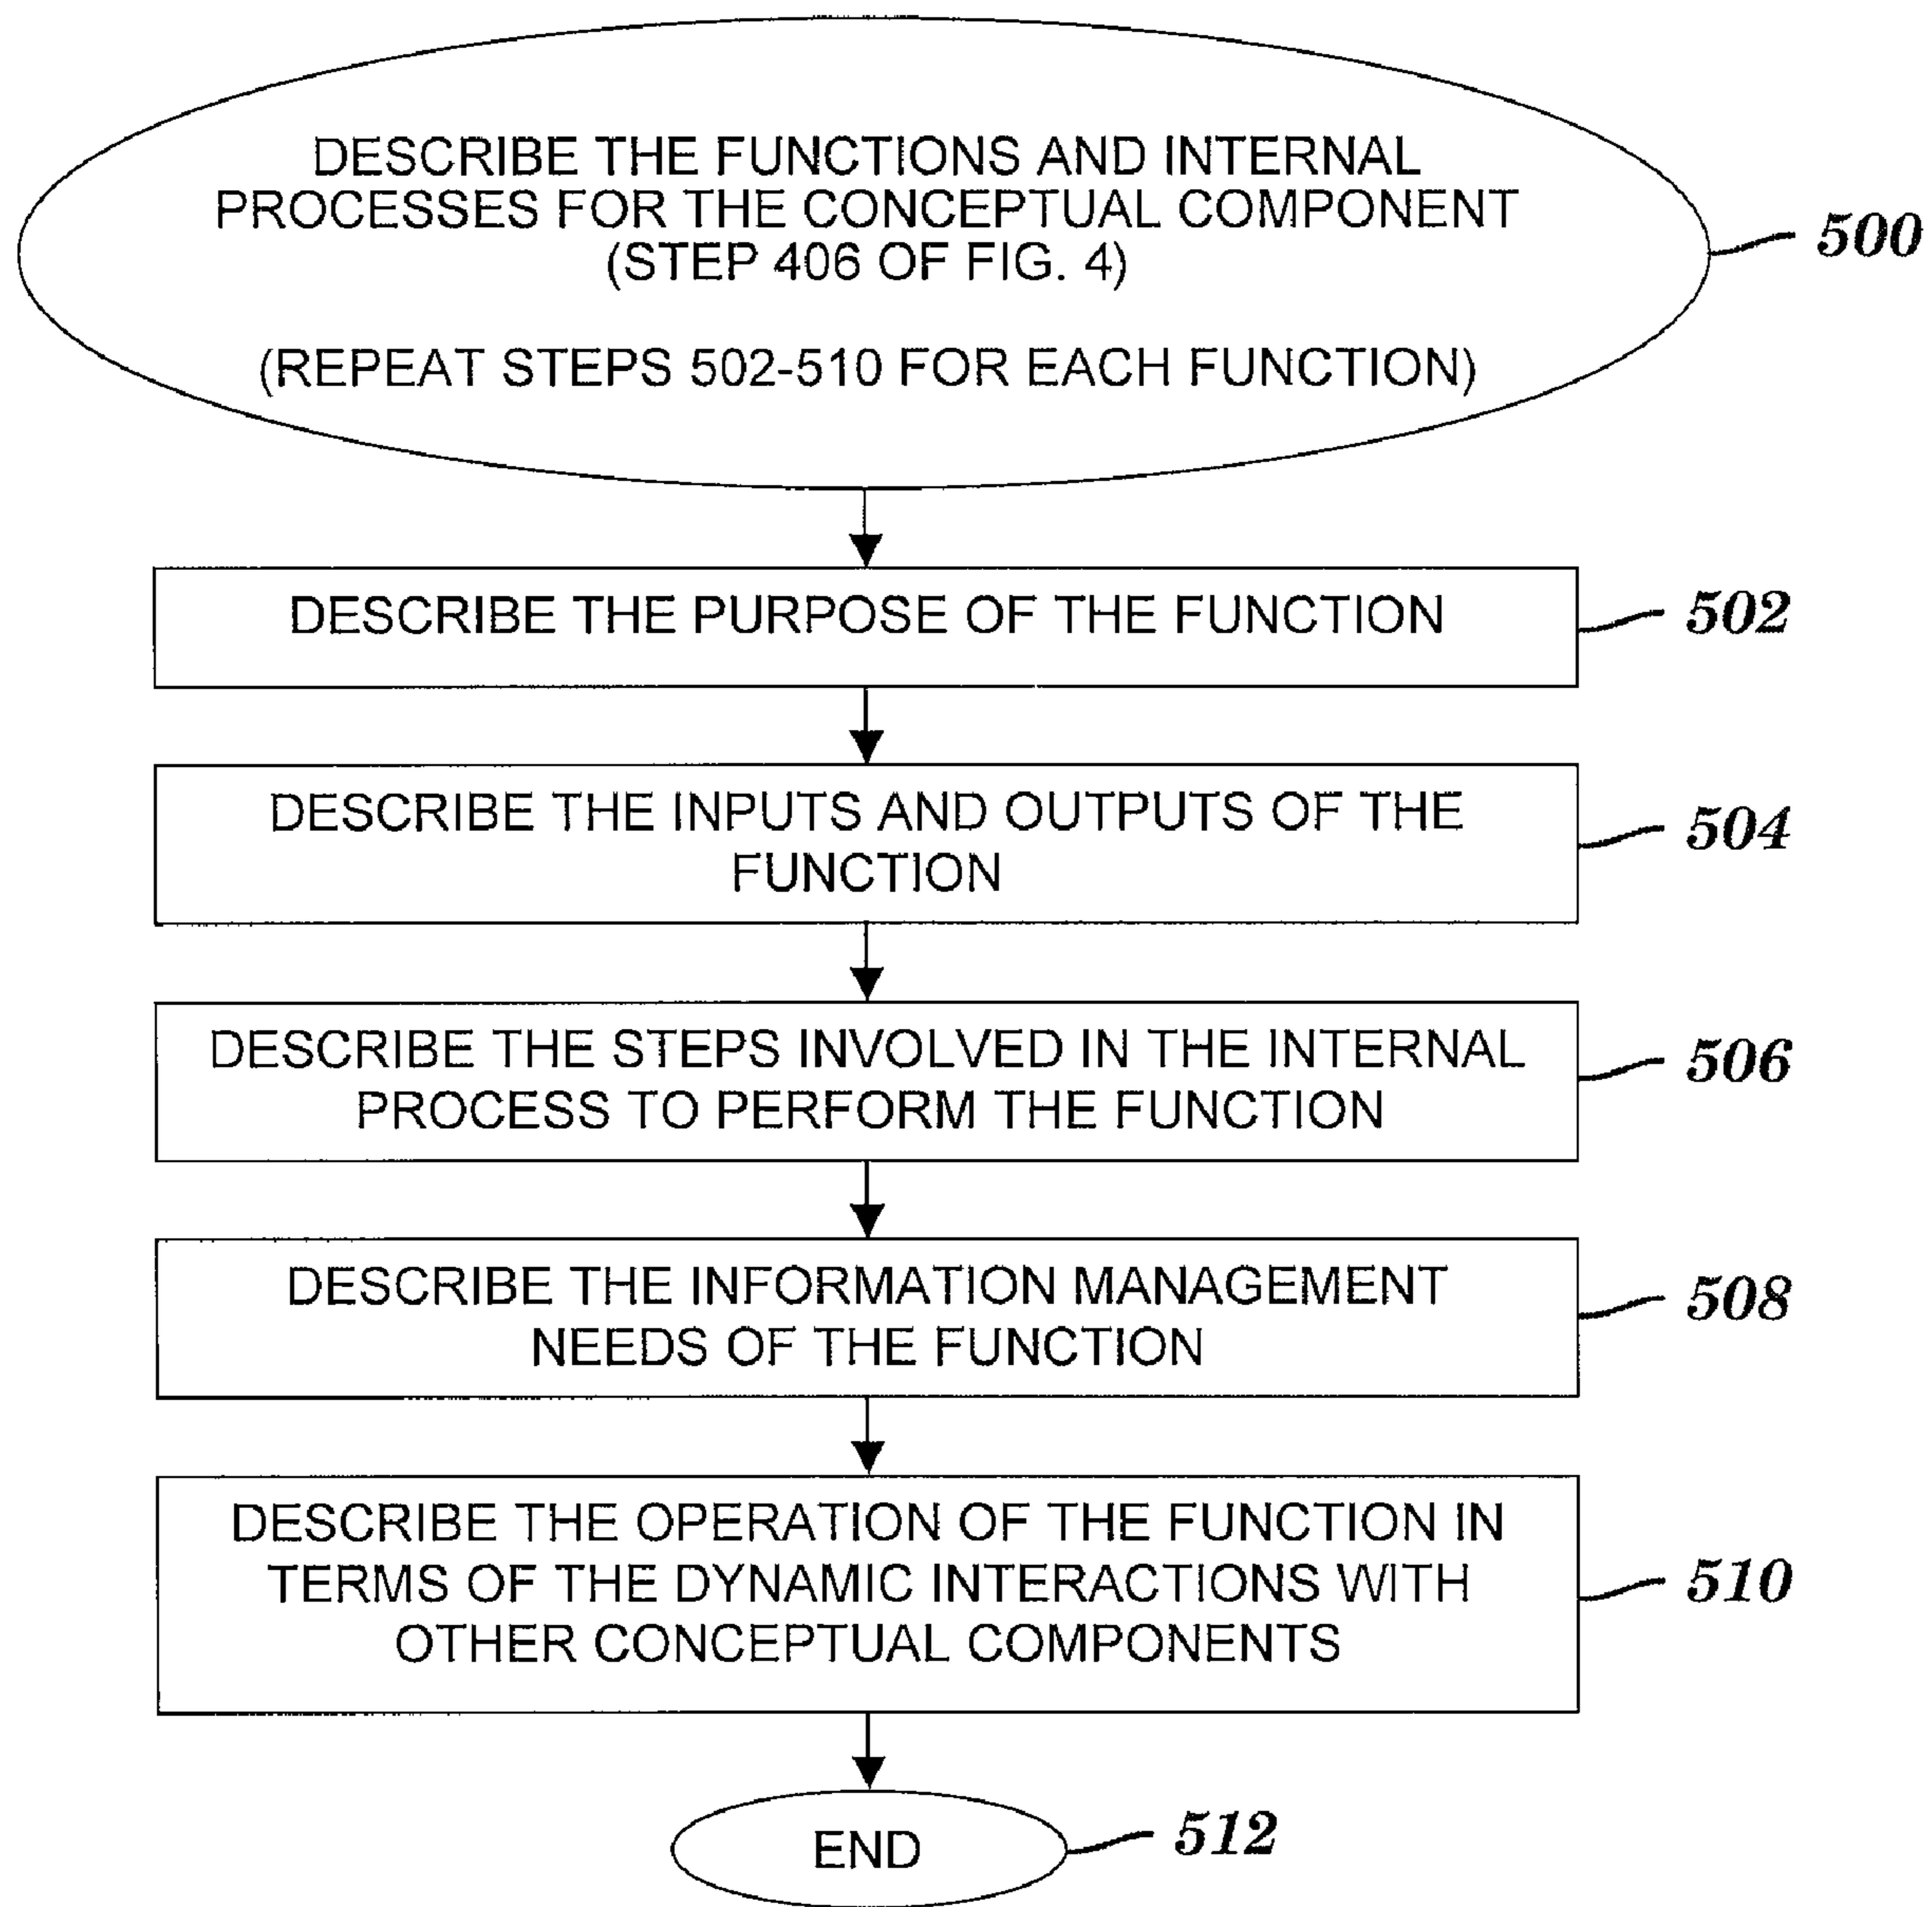 DESCRIBE THE FUNCTIONS AND INTERNAL
PROCESSES FOR THE CONCEPTUAL COMPONENT
(STEP 406 OF FIG. 4)
(REPEAT STEPS 502-510 FOR EACH FUNCTION)
500
DESCRIBE THE PURPOSE OF THE FUNCTION
502
DESCRIBE THE INPUTS AND OUTPUTS OF THE
FUNCTION
504
DESCRIBE THE STEPS INVOLVED IN THE INTERNAL
PROCESS TO PERFORM THE FUNCTION
506
DESCRIBE THE INFORMATION MANAGEMENT
NEEDS OF THE FUNCTION
508
DESCRIBE THE OPERATION OF THE FUNCTION IN
TERMS OF THE DYNAMIC INTERACTIONS WITH
OTHER CONCEPTUAL COMPONENTS
510
END
512